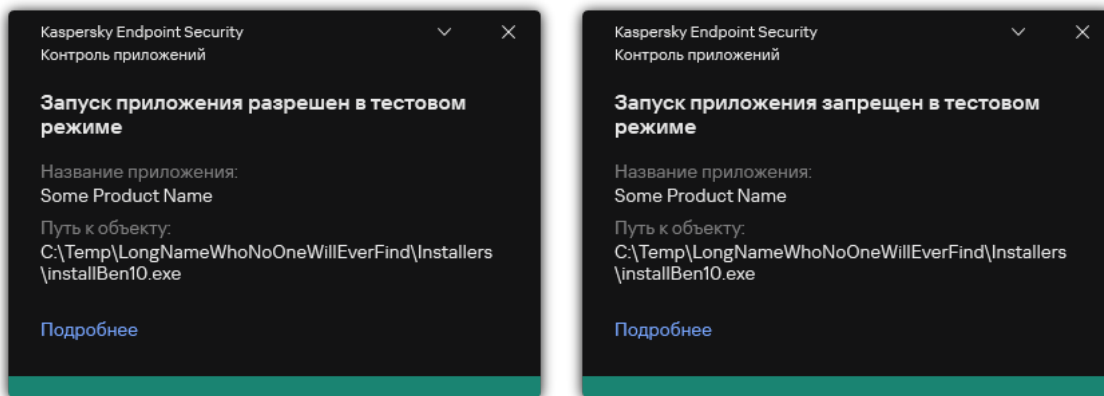 Kaspersky Endpoint Security
Контроль приложений
Запуск приложения разрешен в тестовом
режиме
Название приложения:
Some Product Name
Путь к объекту:
C:\Temp\LongNameWhoNoOneWillEverFind\Installers
\installBen10.exe
Подробнее
Kaspersky Endpoint Security
Контроль приложений
Запуск приложения запрещен в тестовом
режиме
Название приложения:
Some Product Name
Путь к объекту:
C:\Temp\LongNameWhoNoOneWillEverFind\Installers
\installBen10.exe
Подробнее